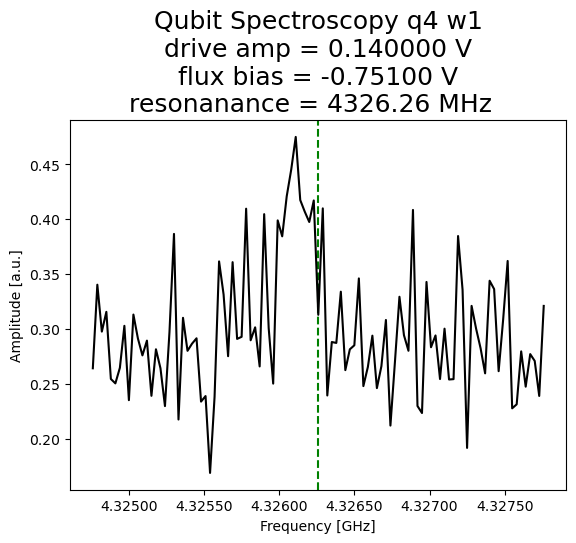 Qubit Spectroscopy q4 w1
drive amp = 0.140000 V
flux bias = -0.75100 V
resonanance = 4326.26 MHz
0.45
0.40
0.35
0.30
0.25
0.20
Amplitude [a.u.]
4.32500 4.32550 4.32600 4.32650 4.32700 4.32750
Frequency [GHz]